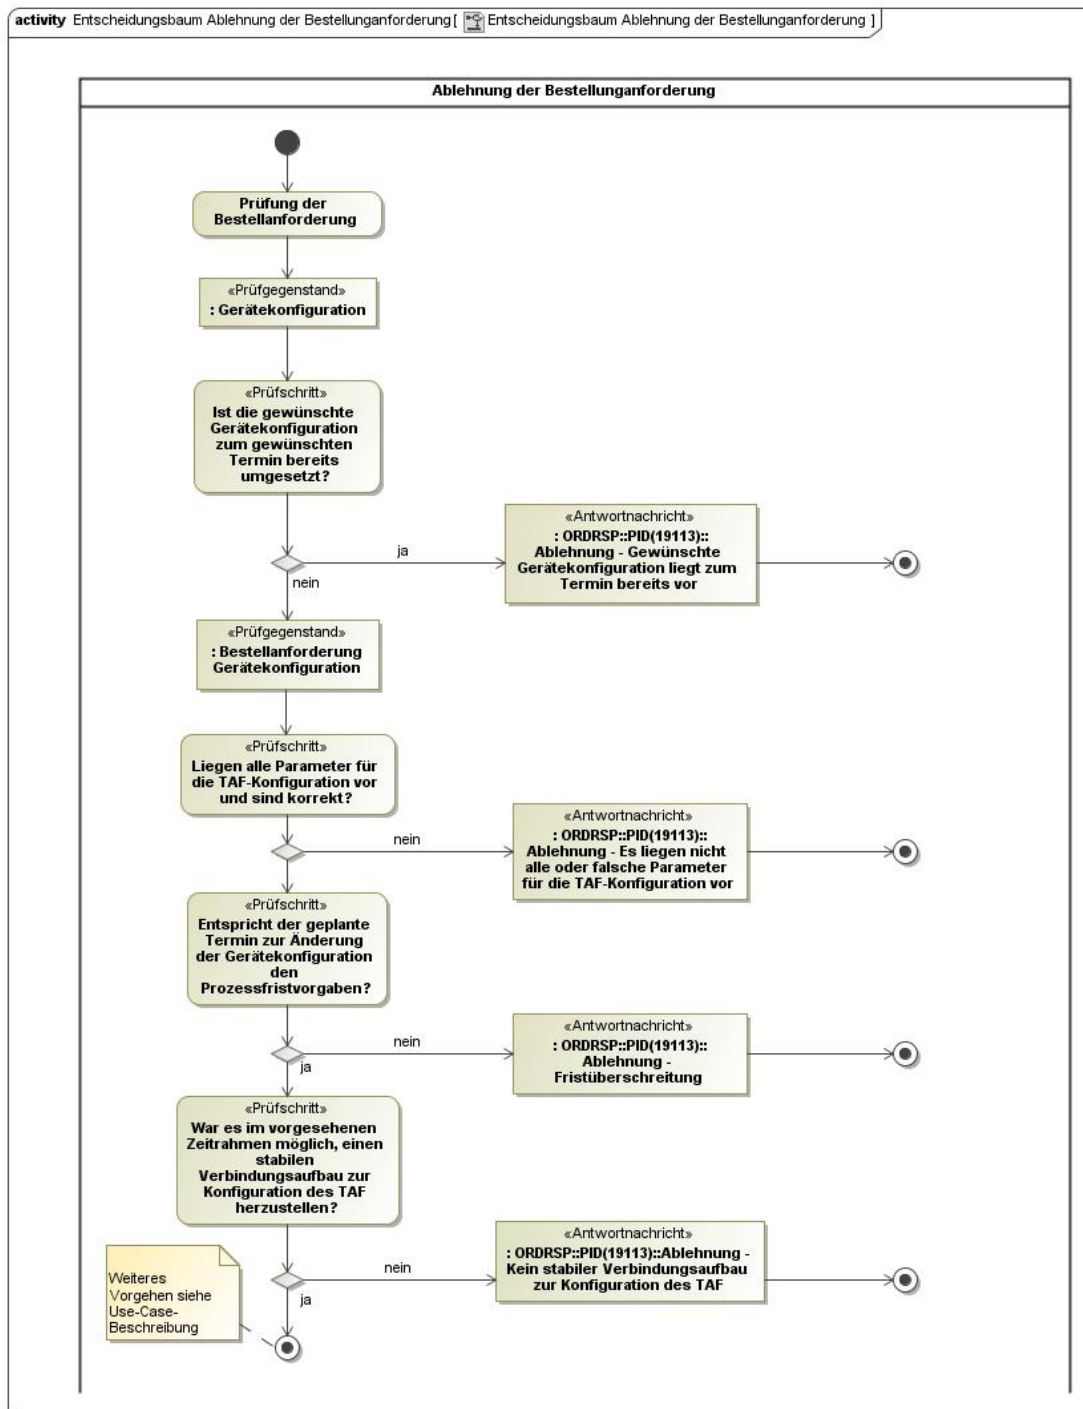 activity Entscheidungsbaum Ablehnung der Bestellunganforderung[ Entscheidungsbaum Ablehnung der Bestellunganforderung ]
Ablehnung der Bestellunganforderung
Prüfung der
Bestellanforderung
«Prüfgegenstand»
: Gerätekonfiguration
«Prüfschritt»
Ist die gewünschte
Gerätekonfiguration
zum gewünschten
Termin bereits
umgesetzt?
ja
«Antwortnachricht»
: ORDRSP::PID(19113)::
Ablehnung - Gewünschte
Gerätekonfiguration liegt zum
Termin bereits vor
nein
«Prüfgegenstand»
: Bestellanforderung
Gerätekonfiguration
«Prüfschritt»
Liegen alle Parameter für
die TAF-Konfiguration vor
und sind korrekt?
nein
«Antwortnachricht»
: ORDRSP::PID(19113)::
Ablehnung - Es liegen nicht
alle oder falsche Parameter
für die TAF-Konfiguration vor
«Prüfschritt»
Entspricht der geplante
Termin zur Änderung
der Gerätekonfiguration
den
Prozessfristvorgaben?
nein
«Antwortnachricht»
: ORDRSP::PID(19113)::
Ablehnung -
Fristüberschreitung
ja
«Prüfschritt»
War es im vorgesehenen
Zeitrahmen möglich, einen
stabilen
Verbindungsaufbau zur
Konfiguration des TAF
herzustellen?
nein
«Antwortnachricht»
: ORDRSP::PID(19113)::Ablehnung -
Kein stabiler Verbindungsaufbau
zur Konfiguration des TAF
ja
Weiteres
Vorgehen siehe
Use-Case-
Beschreibung